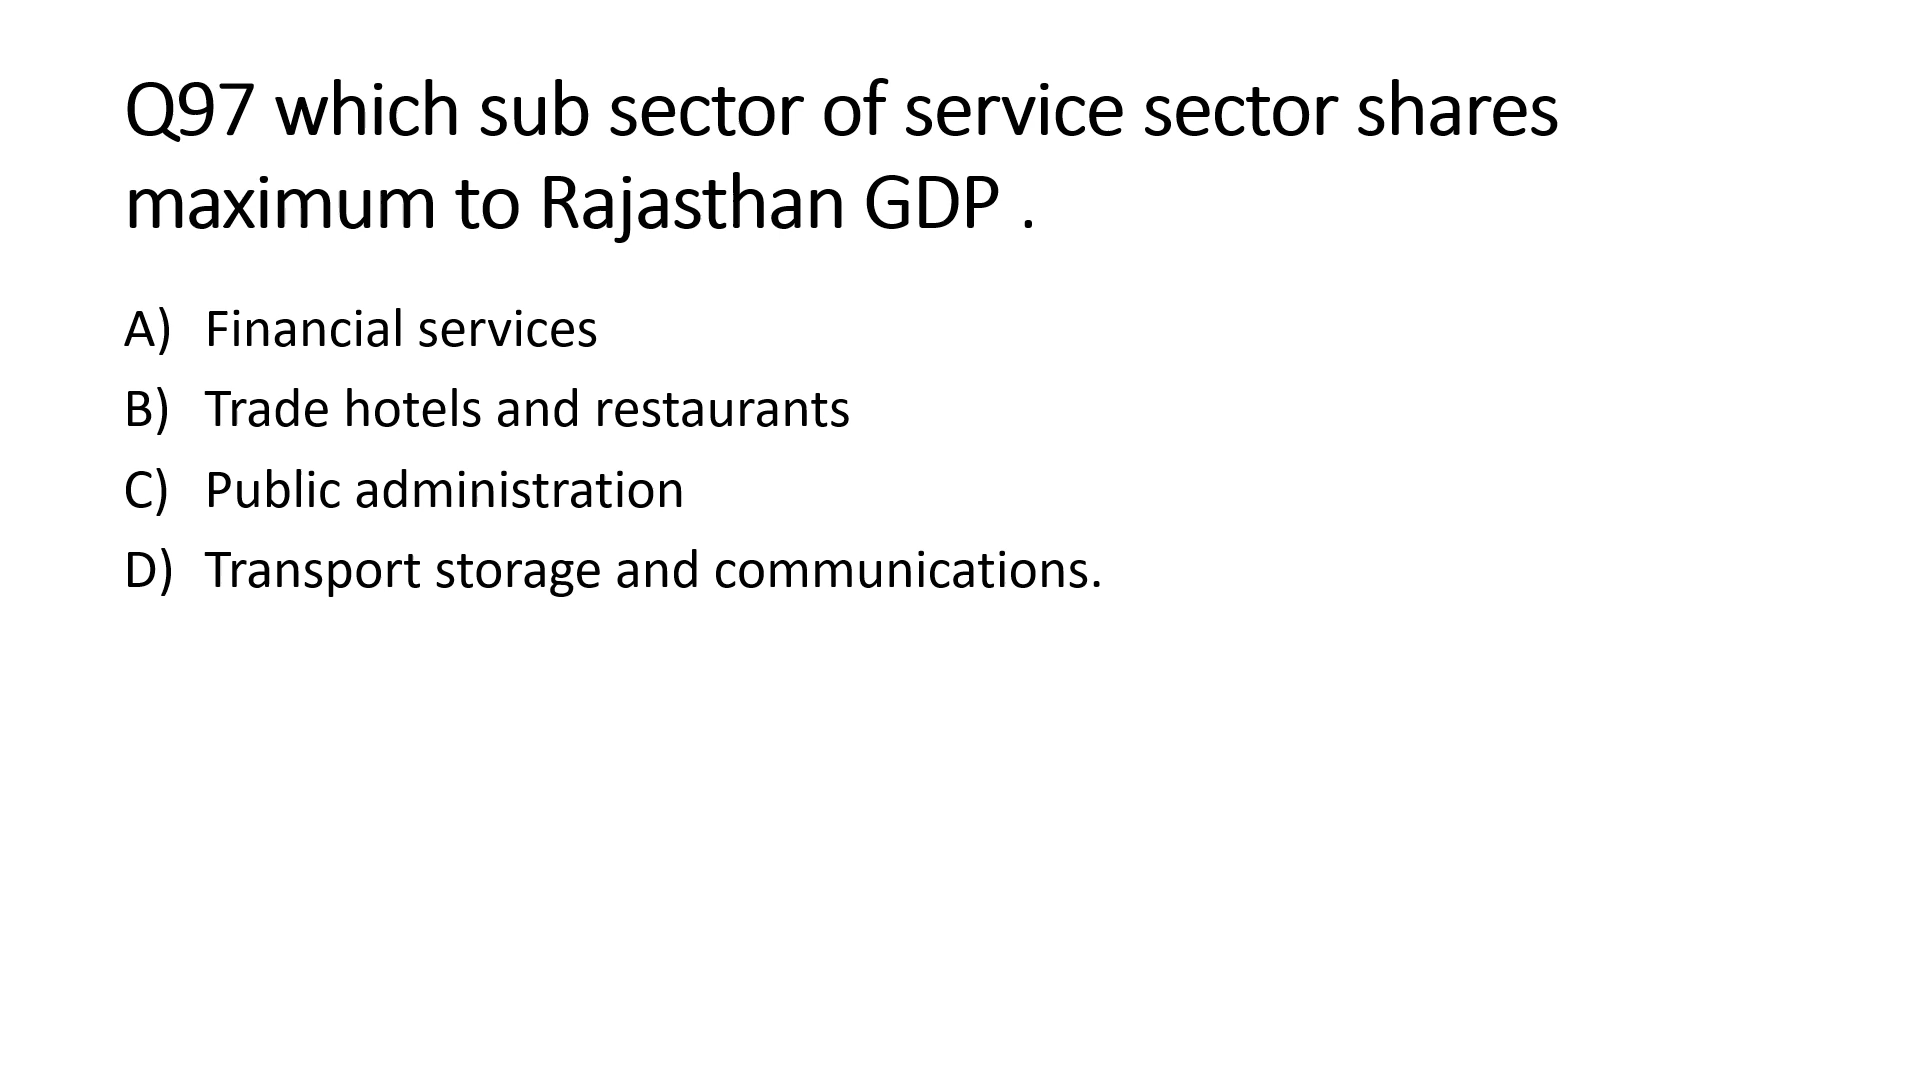 Q97 which sub sector of service sector shares
maximum to Rajasthan GDP .
A) Financial services
B) Trade hotels and restaurants
C) Public administration
D) Transport storage and communications.